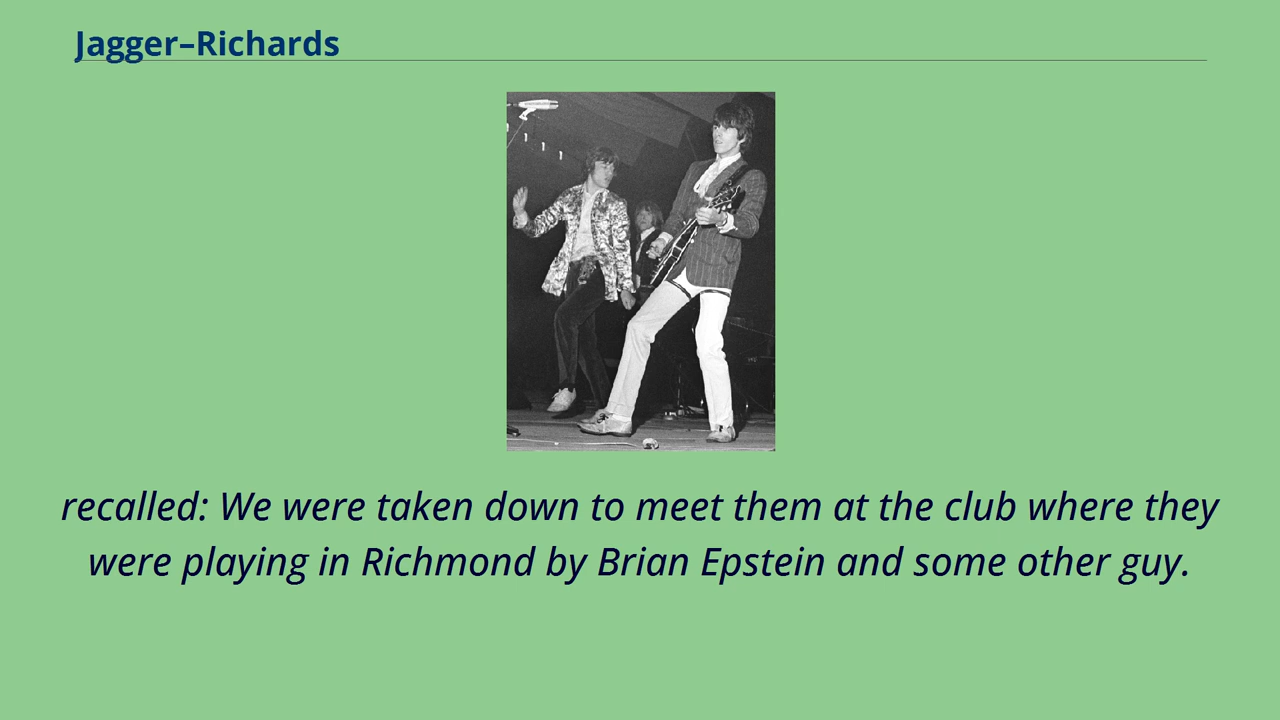 Jagger–Richards
recalled: We were taken down to meet them at the club where they
were playing in Richmond by Brian Epstein and some other guy.